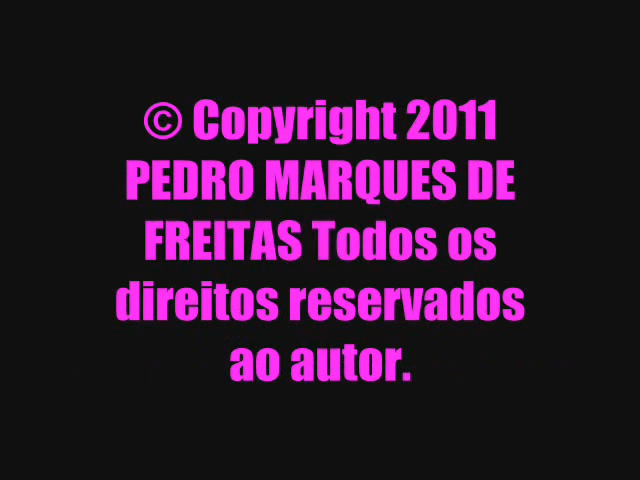 © Copyright 2011
PEDRO MARQUES DE
FREITAS Todos os
direitos reservados
ao autor.